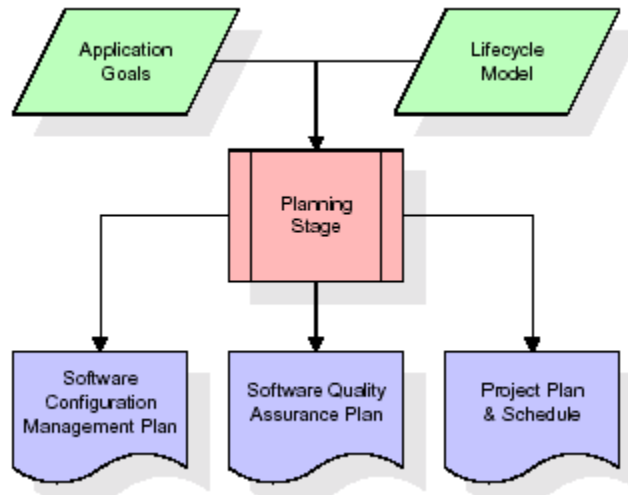 Application
Goals
Lifecycle
Model
Planning
Stage
Software
Configuration
Management Plan
Software Quality
Assurance Plan
Project Plan
& Schedule